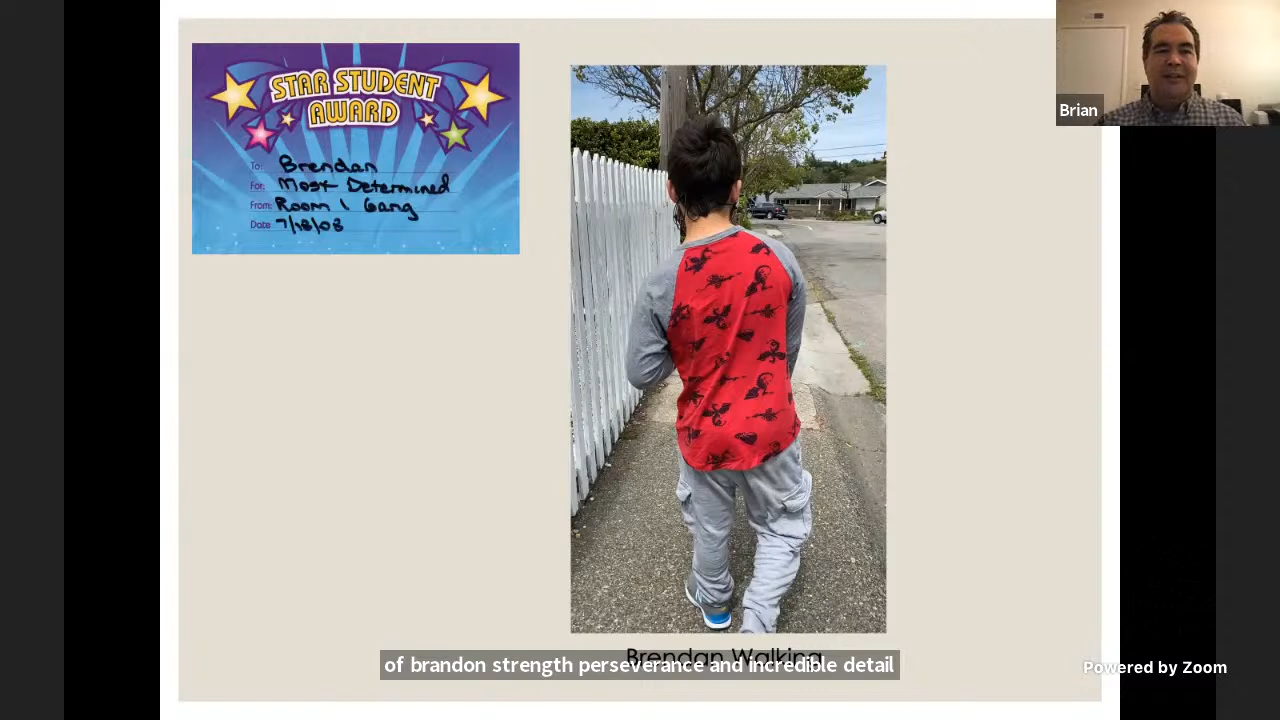 STAR STUDENT
AWARD
To: Brendan
For: Most Determined
From: Room 1 Gang
Date 7/18/08
Brian
Brendan Walking
of brandon strength perseverance and incredible detail
Powered by Zoom